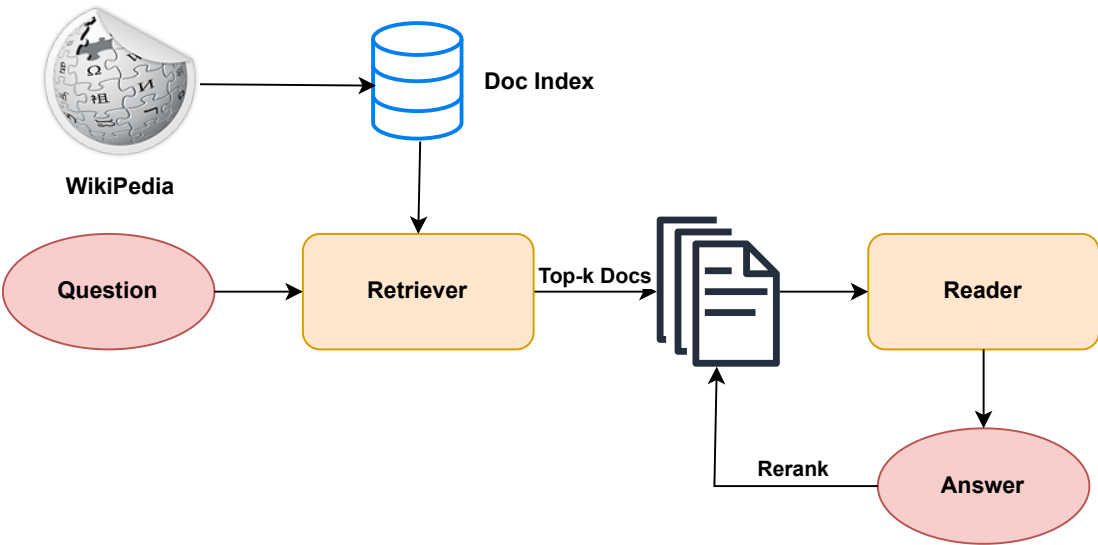 Doc Index
WikiPedia
Question
Retriever
Top-k Docs
Reader
Rerank
Answer